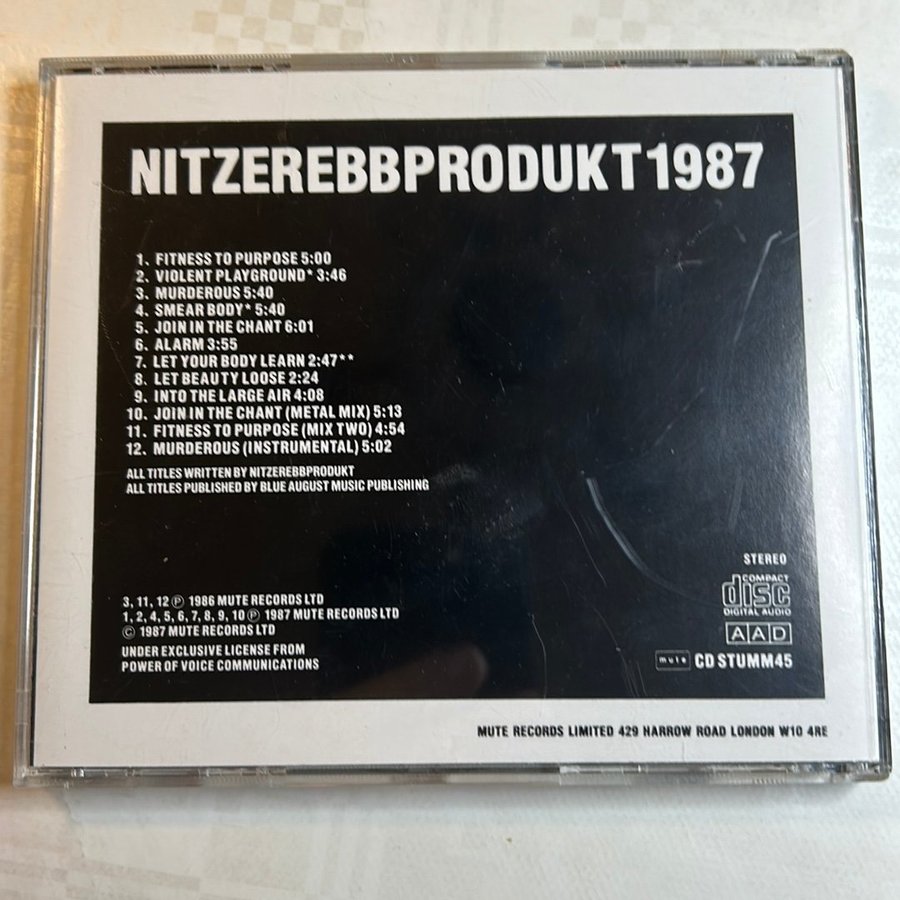 NITZEREBBPRODUKT1987
1. FITNESS TO PURPOSE 5:00
2. VIOLENT PLAYGROUND* 3:46
3. MURDEROUS 5:40
4. SMEAR BODY* 5:40
5. JOIN IN THE CHANT 6:01
6. ALARM 3:55
7. LET YOUR BODY LEARN 2:47**
8. LET BEAUTY LOOSE 2:24
9. INTO THE LARGE AIR 4:08
10. JOIN IN THE CHANT (METAL MIX) 5:13
11. FITNESS TO PURPOSE (MIX TWO) 4:54
12. MURDEROUS (INSTRUMENTAL) 5:02
ALL TITLES WRITTEN BY NITZEREBBPRODUKT
ALL TITLES PUBLISHED BY BLUE AUGUST MUSIC PUBLISHING
3, 11, 12 ℗ 1986 MUTE RECORDS LTD
1, 2, 4, 5, 6, 7, 8, 9, 10 ℗ 1987 MUTE RECORDS LTD
© 1987 MUTE RECORDS LTD
UNDER EXCLUSIVE LICENSE FROM
POWER OF VOICE COMMUNICATIONS
STEREO
COMPACT
disc
DIGITAL AUDIO
AAD
mute CD STUMM45
MUTE RECORDS LIMITED 429 HARROW ROAD LONDON W10 4RE